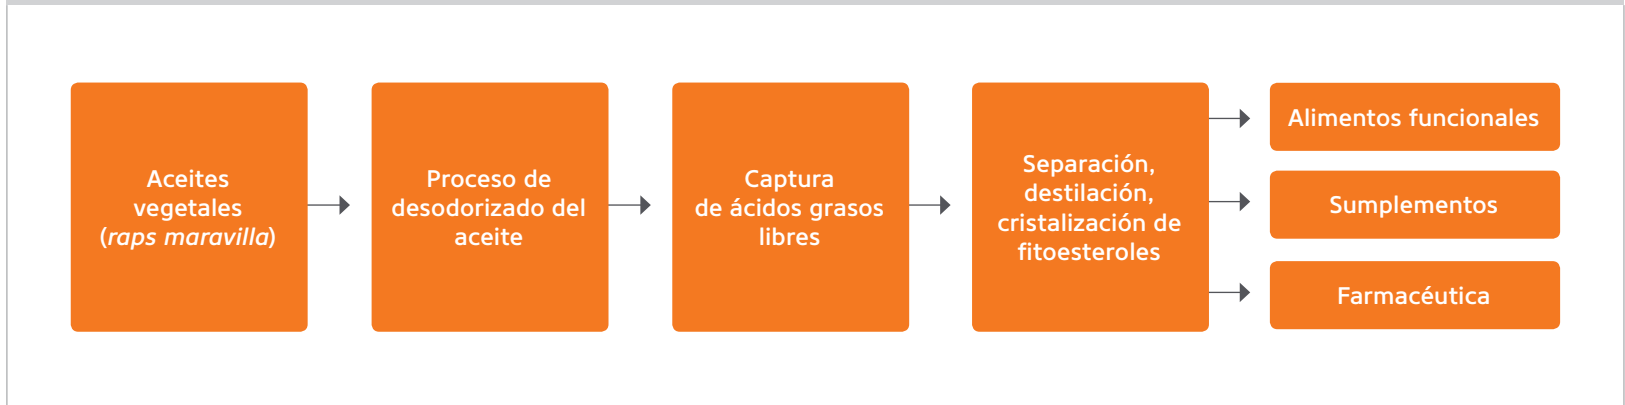 Aceites
vegetales
(raps maravilla)
Proceso de
desodorizado del
aceite
Captura
de ácidos grasos
libres
Separación,
destilación,
cristalización de
fitoesteroles
Alimentos funcionales
Sumplementos
Farmacéutica